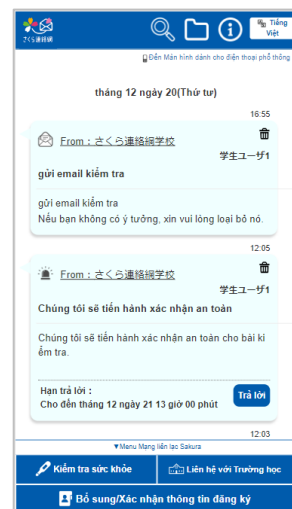 さくら連絡網
Tiếng
Việt
Đến Màn hình dành cho điện thoại phổ thông
tháng 12 ngày 20(Thứ tư)
16:55
From：さくら連絡網学校
学生ユーザ1
gửi email kiểm tra
gửi email kiểm tra
Nếu bạn không có ý tưởng, xin vui lòng loại bỏ nó.
12:05
From：さくら連絡網学校
学生ユーザ1
Chúng tôi sẽ tiến hành xác nhận an toàn
Chúng tôi sẽ tiến hành xác nhận an toàn cho bài ki
ểm tra.
Hạn trả lời：
Cho đến tháng 12 ngày 21 13 giờ 00 phút
Trả lời
12:03
▼Menu Mạng liên lạc Sakura
Kiểm tra sức khỏe
Liên hệ với Trường học
Bổ sung/Xác nhận thông tin đăng ký